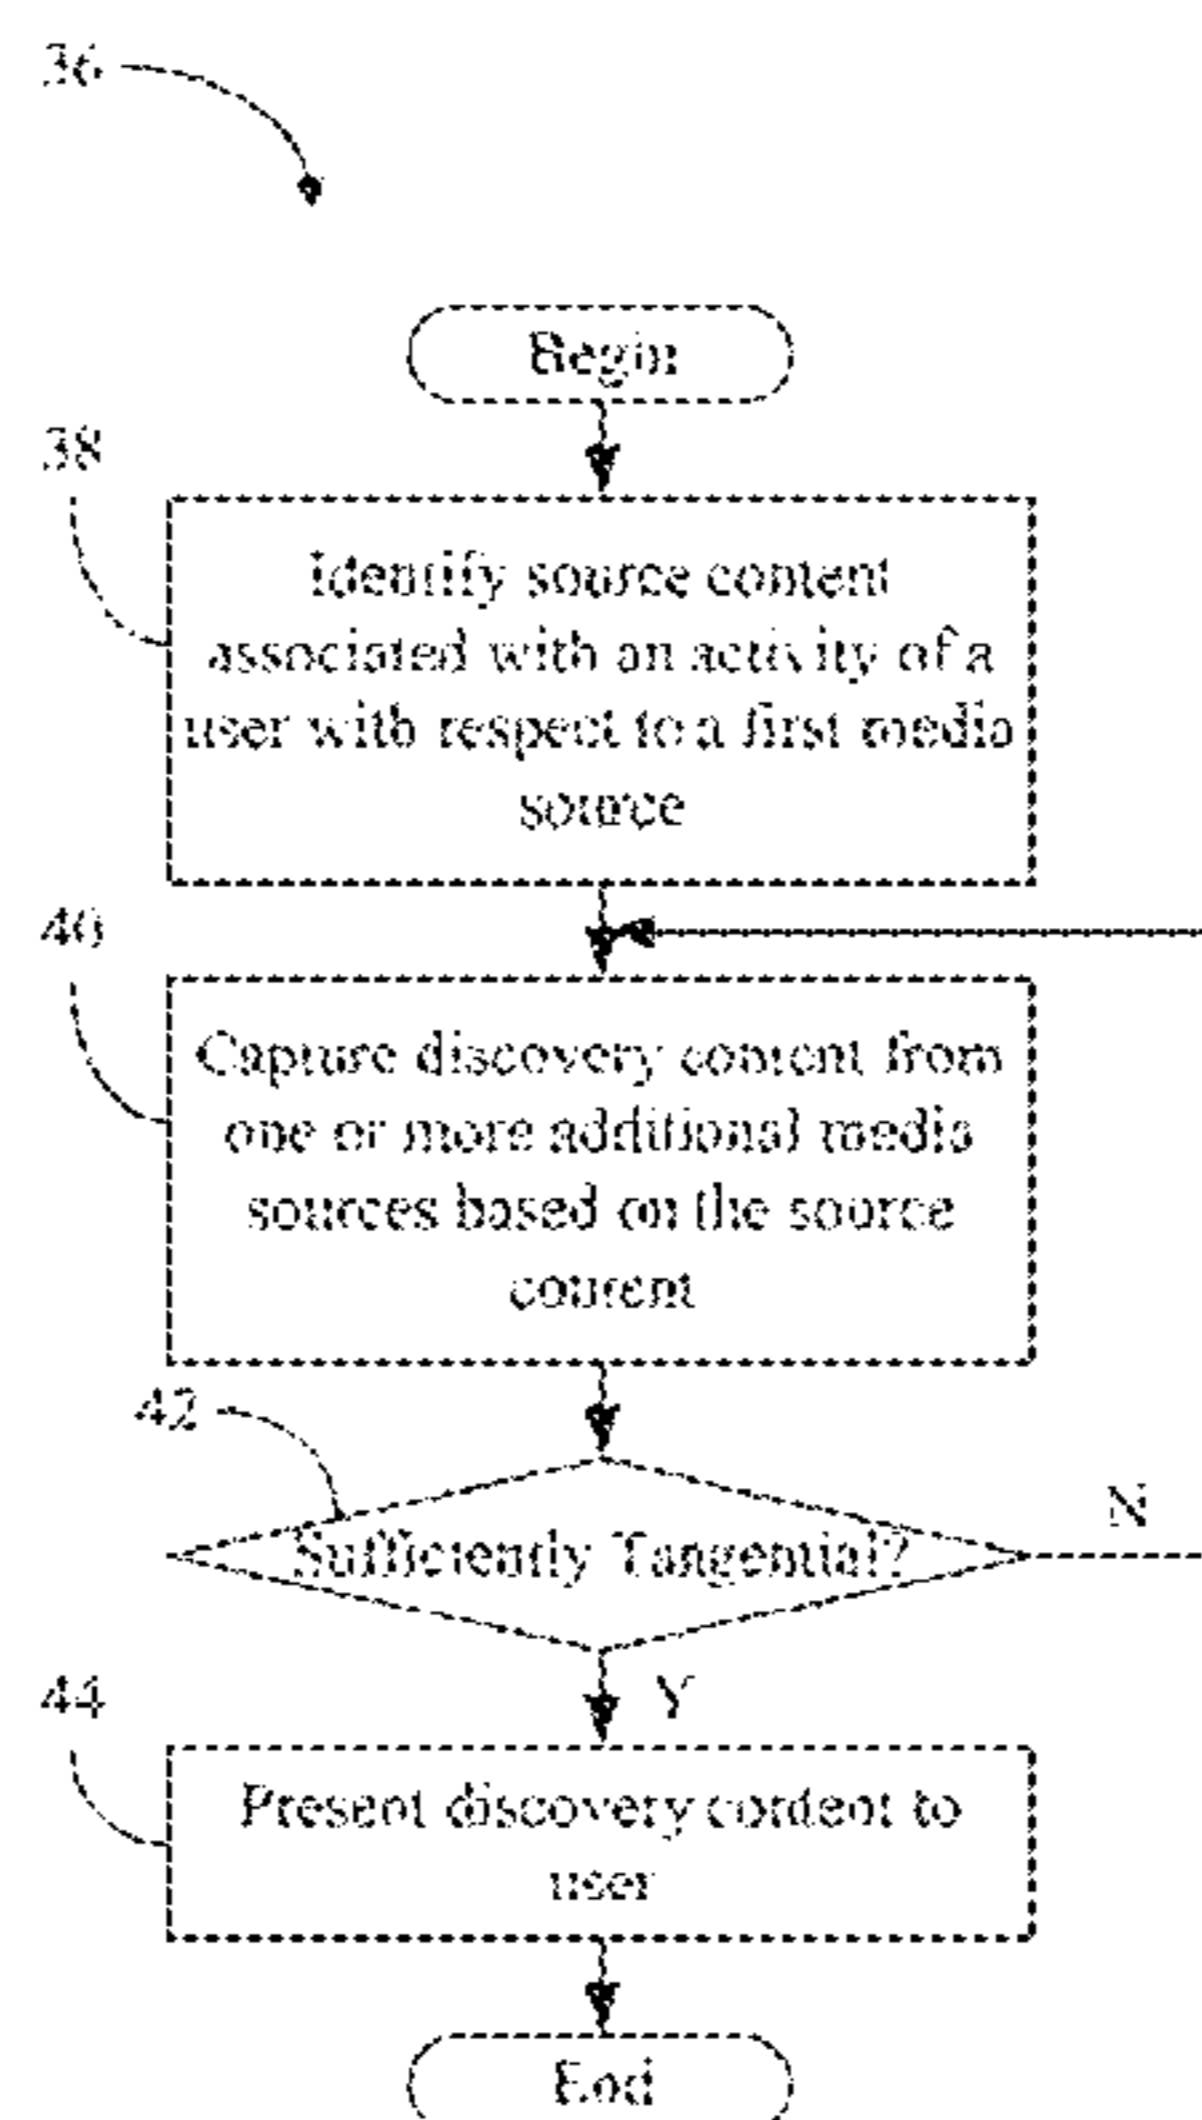 36
Begin
38
Identify source content
associated with an activity of a
user with respect to a first media
source
40
Capture discovery content from
one or more additional media
sources based on the source
content
42
Sufficiently Tangential?
N
Y
44
Present discovery content to
user
End